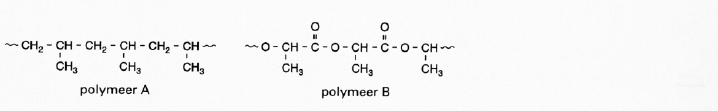 O O
~CH₂ - CH - CH₂ - CH - CH₂ - CH~ ~O - CH - C - O - CH - C - O - CH~
CH₃ CH₃ CH₃ CH₃ CH₃ CH₃
polymeer A polymeer B